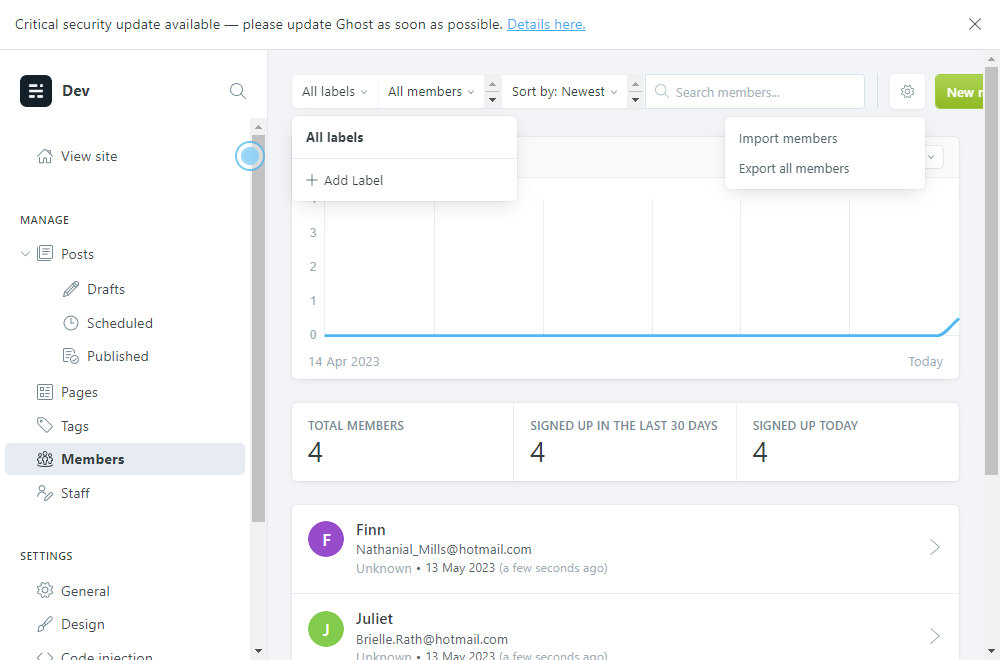 Critical security update available — please update Ghost as soon as possible. Details here.
Dev
View site
MANAGE
Posts
Drafts
Scheduled
Published
Pages
Tags
Members
Staff
SETTINGS
General
Design
Code injection
All labels
All members
Sort by: Newest
Search members...
New m
All labels
Add Label
Import members
Export all members
3
2
1
0
14 Apr 2023
Today
TOTAL MEMBERS
4
SIGNED UP IN THE LAST 30 DAYS
4
SIGNED UP TODAY
4
F
Finn
Nathanial_Mills@hotmail.com
Unknown • 13 May 2023 (a few seconds ago)
J
Juliet
Brielle.Rath@hotmail.com
Unknown • 13 May 2023 (a few seconds ago)